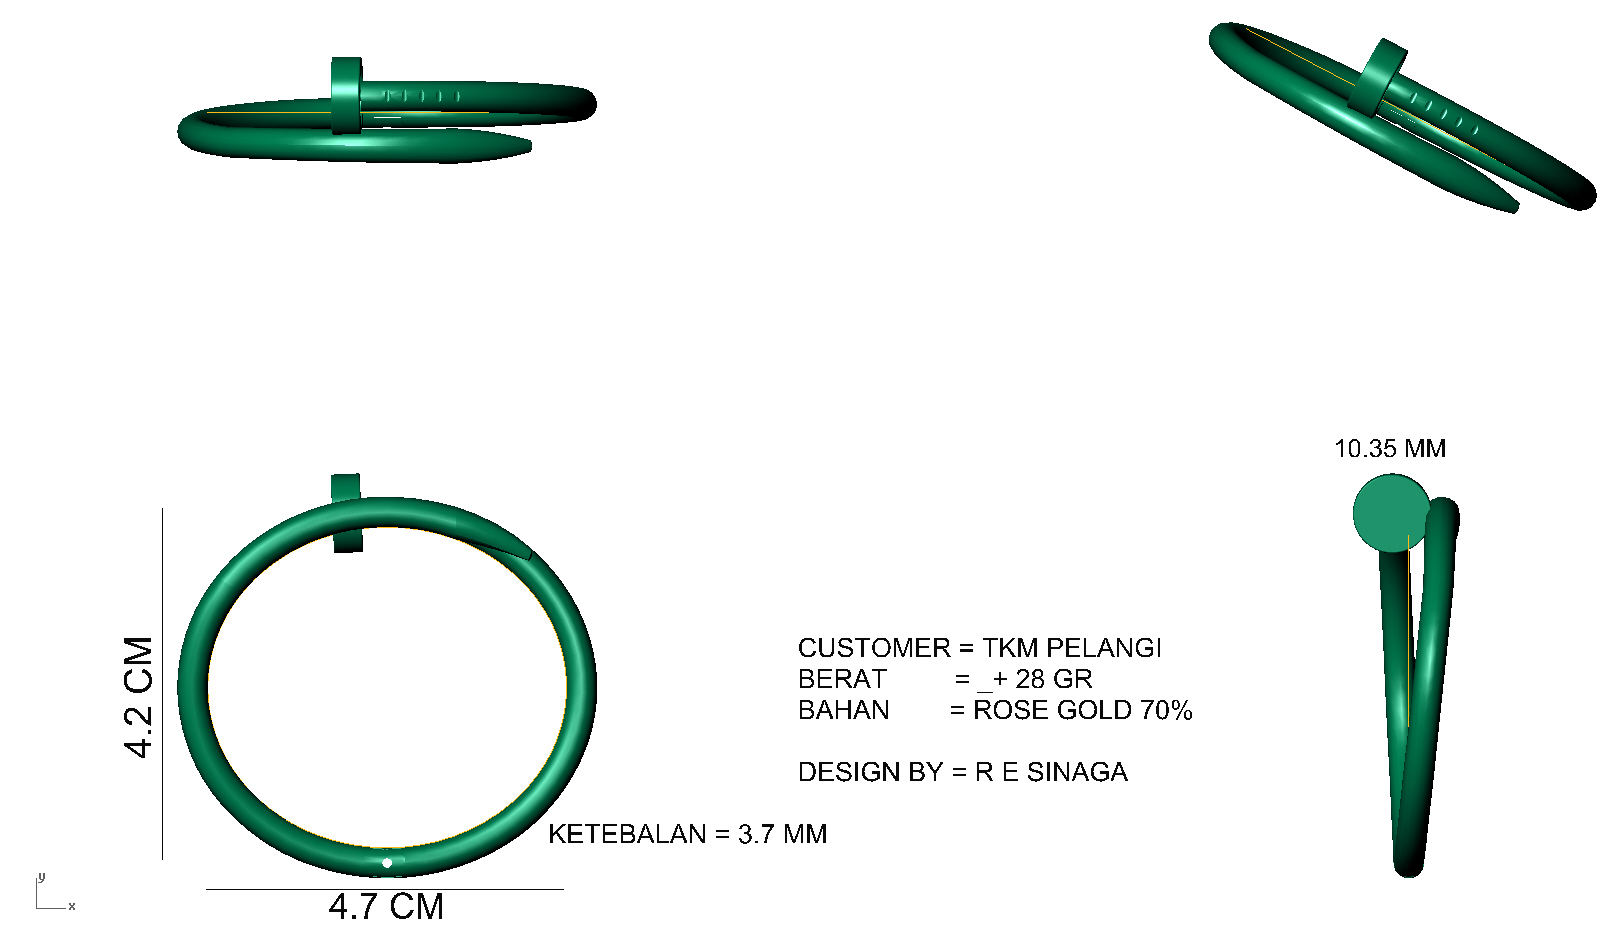 10.35 MM
4.2 CM
CUSTOMER = TKM PELANGI
BERAT = _+ 28 GR
BAHAN = ROSE GOLD 70%
DESIGN BY = R E SINAGA
KETEBALAN = 3.7 MM
4.7 CM
y
x